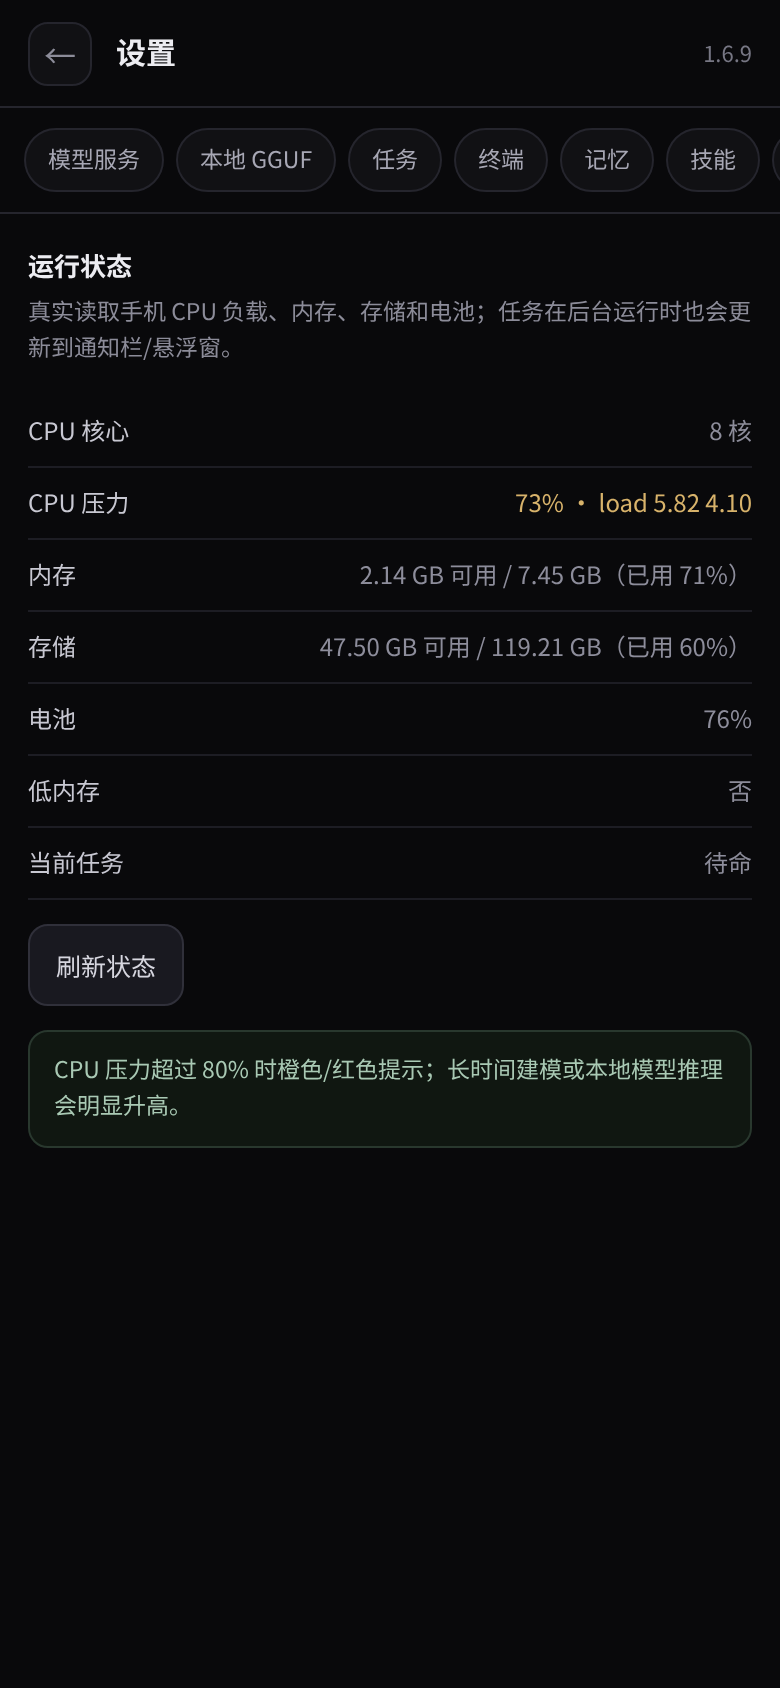 ←
设置
1.6.9
模型服务
本地 GGUF
任务
终端
记忆
技能
运行状态
真实读取手机 CPU 负载、内存、存储和电池；任务在后台运行时也会更
新到通知栏/悬浮窗。
CPU 核心
8 核
CPU 压力
73% · load 5.82 4.10
内存
2.14 GB 可用 / 7.45 GB（已用 71%）
存储
47.50 GB 可用 / 119.21 GB（已用 60%）
电池
76%
低内存
否
当前任务
待命
刷新状态
CPU 压力超过 80% 时橙色/红色提示；长时间建模或本地模型推理
会明显升高。